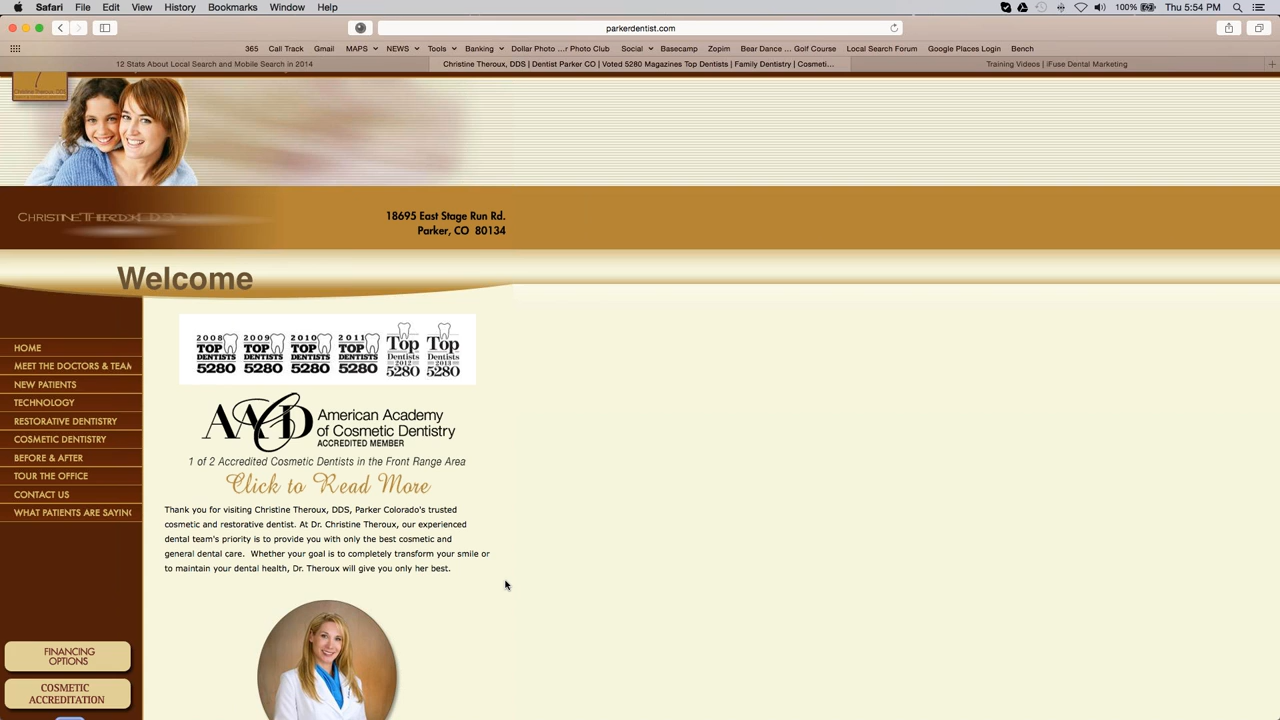 Safari File Edit View History Bookmarks Window Help 100% Thu 5:54 PM
parkerdentist.com
365 Call Track Gmail MAPS NEWS Tools Banking Dollar Photo ...r Photo Club Social Basecamp Zopim Bear Dance ... Golf Course Local Search Forum Google Places Login Bench
12 Stats About Local Search and Mobile Search in 2014 Christine Theroux, DDS | Dentist Parker CO | Voted 5280 Magazines Top Dentists | Family Dentistry | Cosmeti... Training Videos | iFuse Dental Marketing
18695 East Stage Run Rd.
Parker, CO 80134
Welcome
2008 TOP DENTISTS 5280
2009 TOP DENTISTS 5280
2010 TOP DENTISTS 5280
2011 TOP DENTISTS 5280
Top Dentists 2012 5280
Top Dentists 2013 5280
AACD American Academy
of Cosmetic Dentistry
ACCREDITED MEMBER
1 of 2 Accredited Cosmetic Dentists in the Front Range Area
Click to Read More
Thank you for visiting Christine Theroux, DDS, Parker Colorado's trusted
cosmetic and restorative dentist. At Dr. Christine Theroux, our experienced
dental team's priority is to provide you with only the best cosmetic and
general dental care. Whether your goal is to completely transform your smile or
to maintain your dental health, Dr. Theroux will give you only her best.
HOME
MEET THE DOCTORS & TEAM
NEW PATIENTS
TECHNOLOGY
RESTORATIVE DENTISTRY
COSMETIC DENTISTRY
BEFORE & AFTER
TOUR THE OFFICE
CONTACT US
WHAT PATIENTS ARE SAYING
FINANCING
OPTIONS
COSMETIC
ACCREDITATION